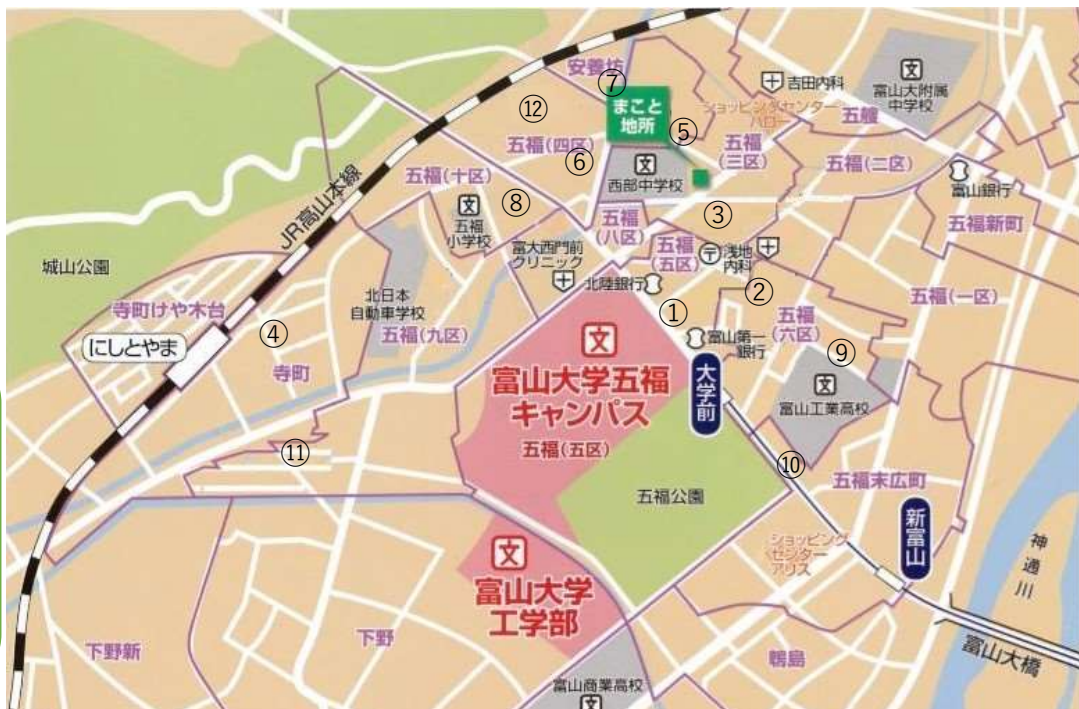 安養坊
⑦
まこと
地所
⑫
⑤
吉田内科
ショッピングセンター
ハロー
富山大附属
中学校
五艘
五福(四区)
⑥
西部中学校
五福
(三区)
五福(二区)
富山銀行
五福新町
JR高山本線
五福(十区)
⑧
五福
小学校
五福
(八区)
③
城山公園
富大西門前
クリニック
五福
(五区)
浅地
内科
北陸銀行
②
五福(一区)
寺町けや木台
北日本
自動車学校
五福(九区)
①
五福
(六区)
にしとやま
④
寺町
富山第一
銀行
⑨
富山大学五福
キャンパス
五福(五区)
大学前
富山工業高校
⑪
⑩
五福公園
五福末広町
新富山
ショッピング
センター
アリス
神通川
富山大学
工学部
下野新
下野
鵯島
富山大橋
富山商業高校
文